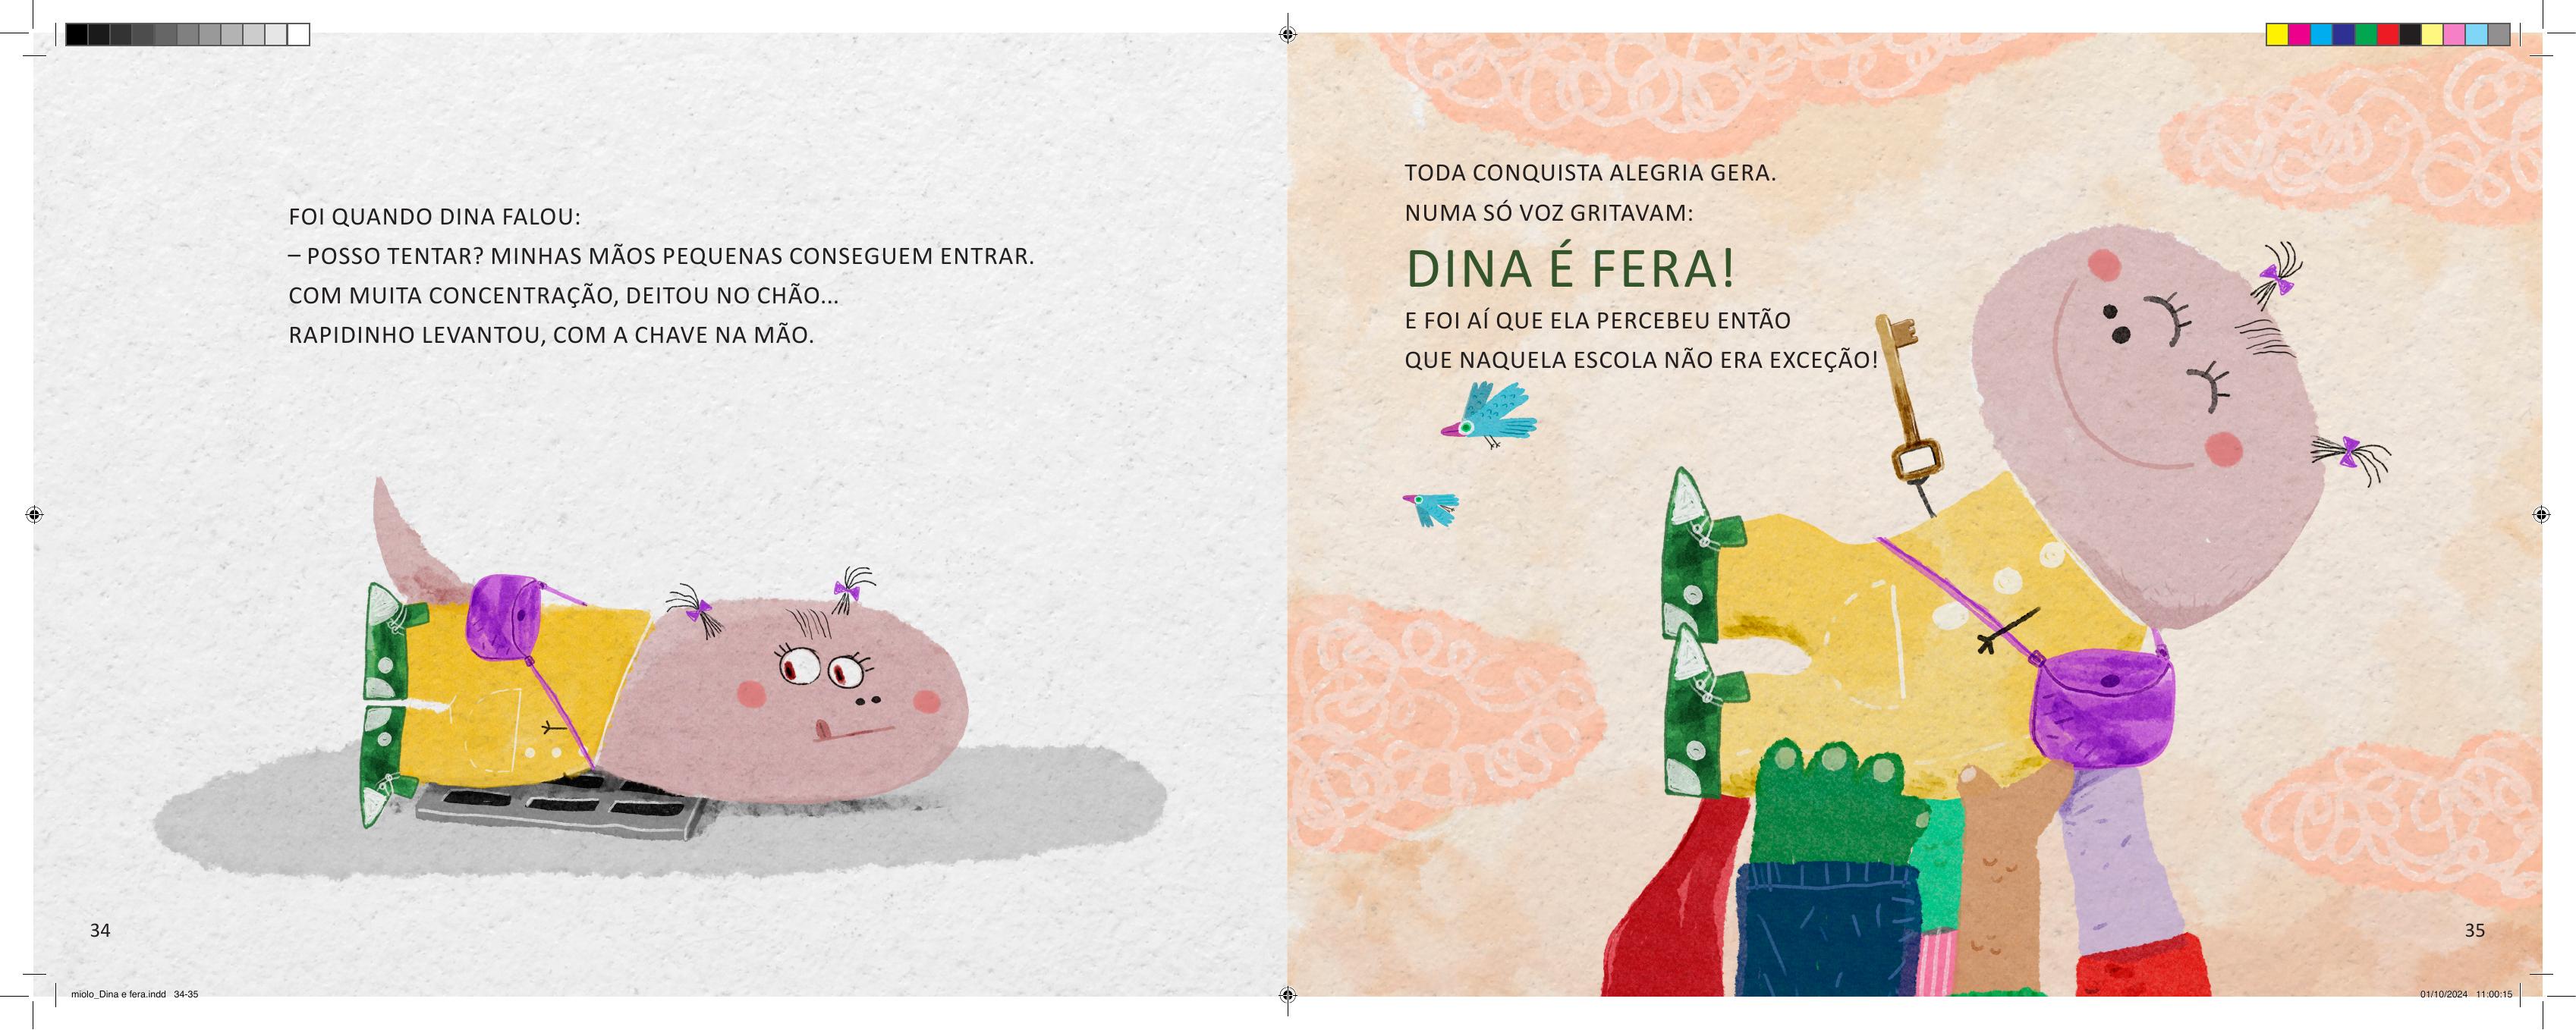 FOI QUANDO DINA FALOU:
– POSSO TENTAR? MINHAS MÃOS PEQUENAS CONSEGUEM ENTRAR.
COM MUITA CONCENTRAÇÃO, DEITOU NO CHÃO...
RAPIDINHO LEVANTOU, COM A CHAVE NA MÃO.
34
TODA CONQUISTA ALEGRIA GERA.
NUMA SÓ VOZ GRITAVAM:
DINA É FERA!
E FOI AÍ QUE ELA PERCEBEU ENTÃO
QUE NAQUELA ESCOLA NÃO ERA EXCEÇÃO!
35
miolo_Dina e fera.indd 34-35
01/10/2024 11:00:15